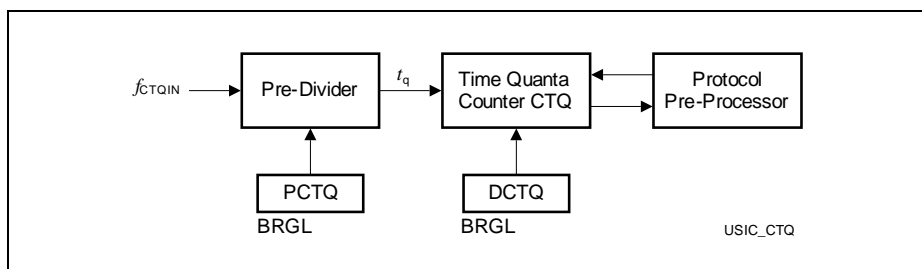 fCTQIN
Pre-Divider
tq
Time Quanta
Counter CTQ
Protocol
Pre-Processor
PCTQ
BRGL
DCTQ
BRGL
USIC_CTQ